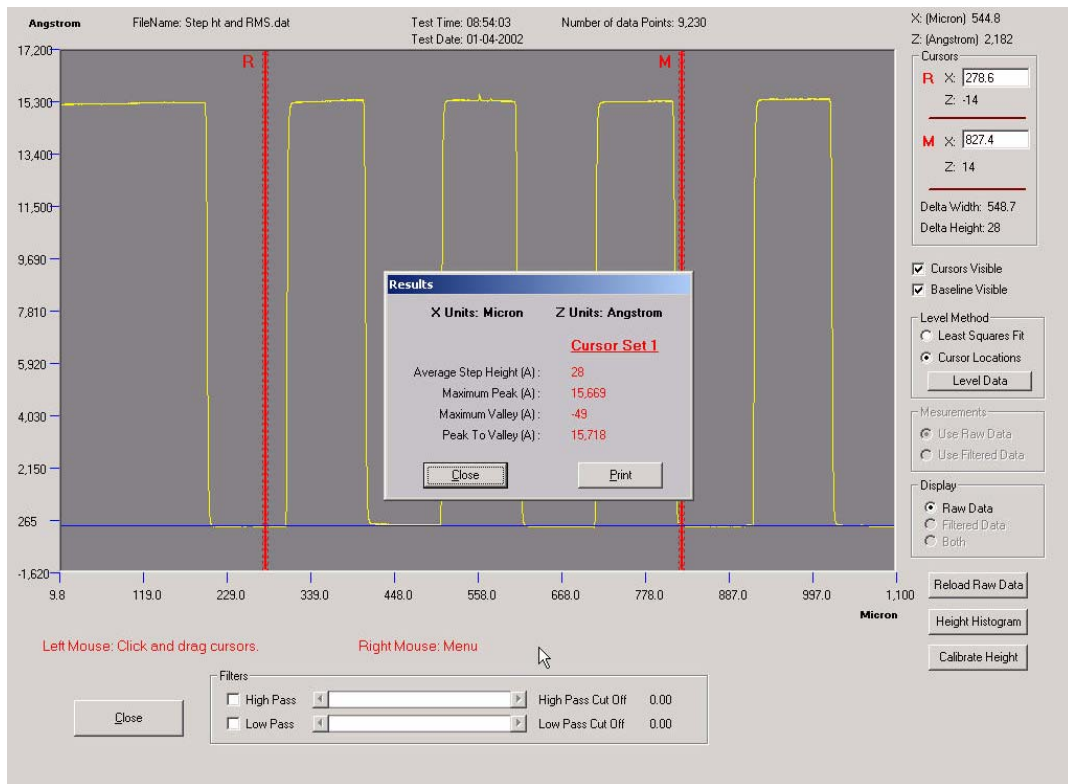 Angstrom FileName: Step ht and RMS.dat Test Time: 08:54:03 Number of data Points: 9,230
Test Date: 01-04-2002
X: (Micron) 544.8
Z: (Angstrom) 2,182
Cursors
R X: 278.6
Z: -14
M X: 827.4
Z: 14
Delta Width: 548.7
Delta Height: 28
Cursors Visible
Baseline Visible
Level Method
Least Squares Fit
Cursor Locations
Level Data
Mesurements
Use Raw Data
Use Filtered Data
Display
Raw Data
Filtered Data
Both
Reload Raw Data
Height Histogram
Calibrate Height
17,200
15,300
13,400
11,500
9,690
7,810
5,920
4,030
2,150
265
-1,620
R M
Results
X Units: Micron Z Units: Angstrom
Cursor Set 1
Average Step Height (A) : 28
Maximum Peak (A) : 15,669
Maximum Valley (A) : -49
Peak To Valley (A) : 15,718
Close Print
9.8 119.0 229.0 339.0 448.0 558.0 668.0 778.0 887.0 997.0 1,100
Micron
Left Mouse: Click and drag cursors. Right Mouse: Menu
Close
Filters
High Pass High Pass Cut Off 0.00
Low Pass Low Pass Cut Off 0.00